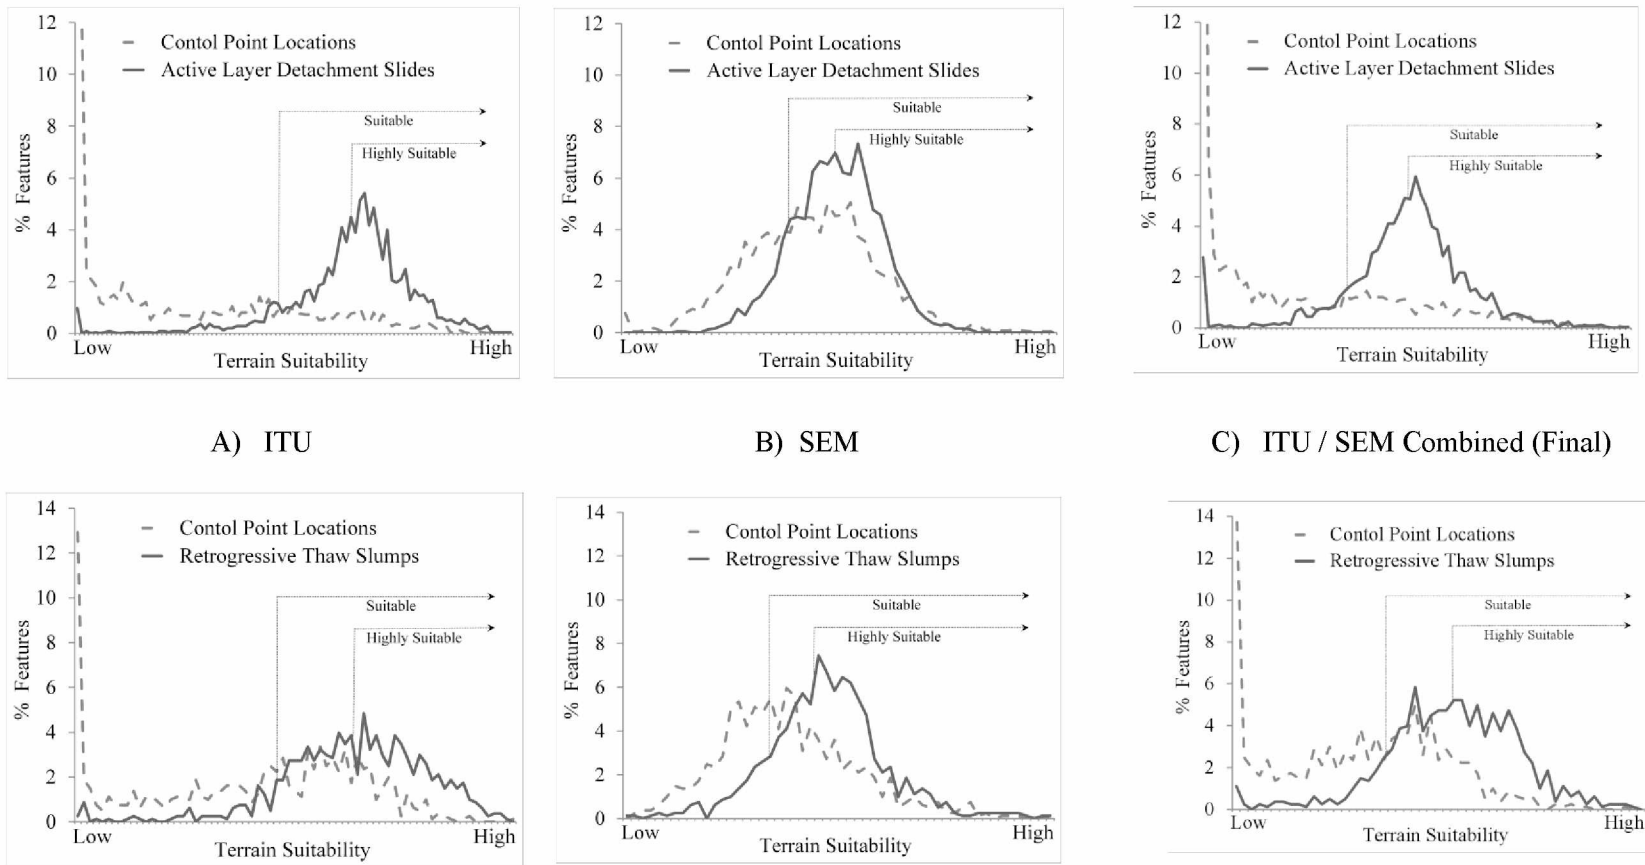 12
10
8
6
4
2
0
% Features
Contol Point Locations
Active Layer Detachment Slides
Suitable
Highly Suitable
Low
High
Terrain Suitability
12
10
8
6
4
2
0
% Features
Contol Point Locations
Active Layer Detachment Slides
Suitable
Highly Suitable
Low
High
Terrain Suitability
12
10
8
6
4
2
0
% Features
Contol Point Locations
Active Layer Detachment Slides
Suitable
Highly Suitable
Low
High
Terrain Suitability
A) ITU
B) SEM
C) ITU / SEM Combined (Final)
14
12
10
8
6
4
2
0
% Features
Contol Point Locations
Retrogressive Thaw Slumps
Suitable
Highly Suitable
Low
High
Terrain Suitability
14
12
10
8
6
4
2
0
% Features
Contol Point Locations
Retrogressive Thaw Slumps
Suitable
Highly Suitable
Low
High
Terrain Suitability
14
12
10
8
6
4
2
0
% Features
Contol Point Locations
Retrogressive Thaw Slumps
Suitable
Highly Suitable
Low
High
Terrain Suitability